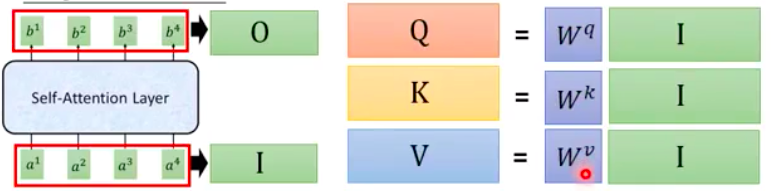 b¹ b² b³ b⁴ O
Self-Attention Layer
a¹ a² a³ a⁴ I
Q = W^q I
K = W^k I
V = W^v I